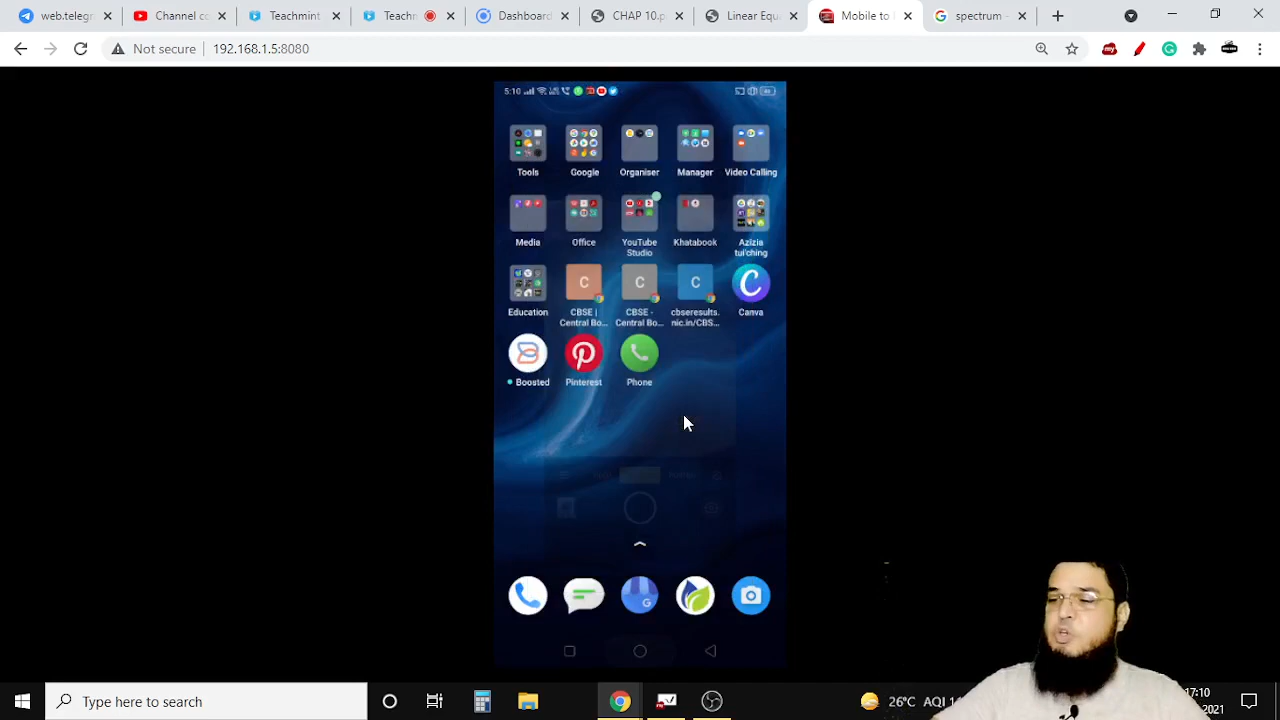 web.telegr
Channel co
Teachmint
Teachm
Dashboard
CHAP 10.p
Linear Equ
Mobile to
spectrum -
Not secure
192.168.1.5:8080
5:10
Tools
Google
Organiser
Manager
Video Calling
Media
Office
YouTube
Studio
Khatabook
Azizia
tui'ching
Education
CBSE |
Central Bo...
CBSE -
Central Bo...
cbseresults.
nic.in/CBS...
Canva
Boosted
Pinterest
Phone
Type here to search
26°C AQI
17:10
2021